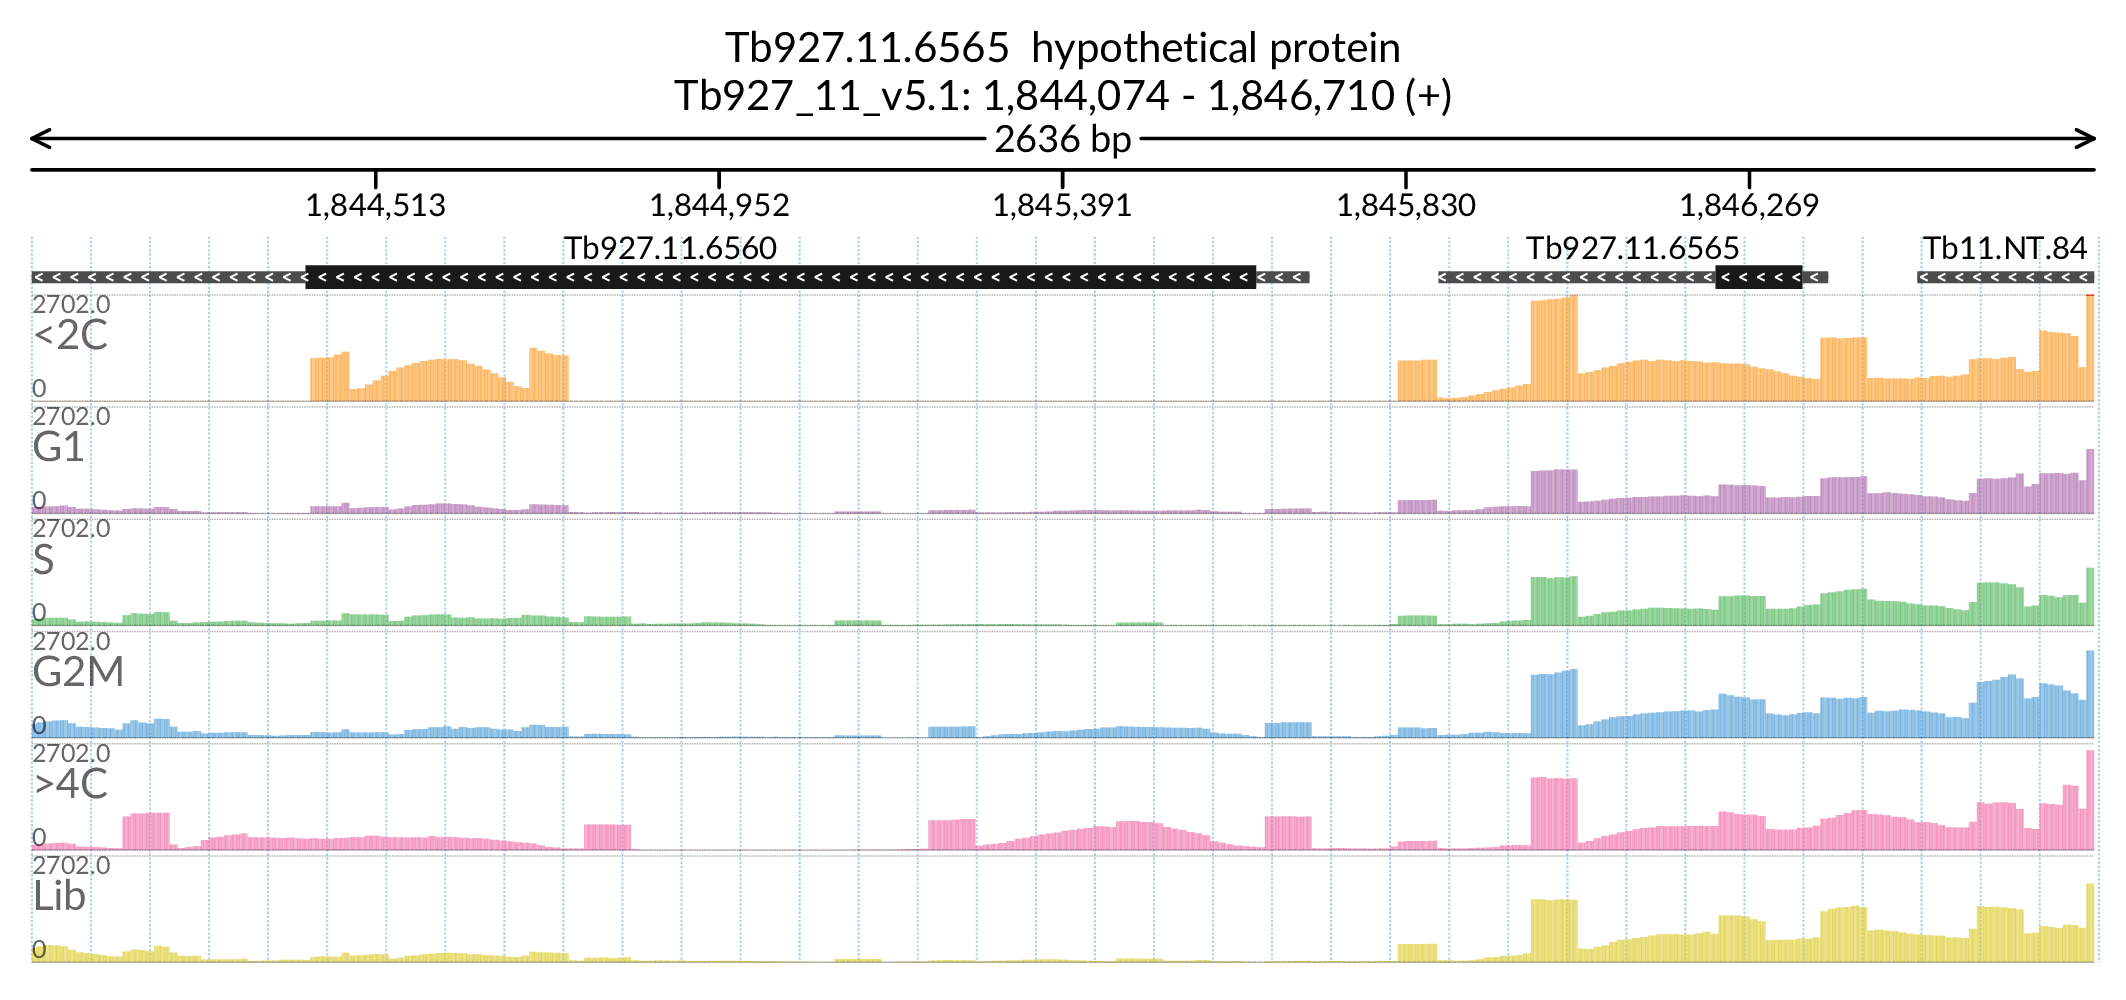 Tb927.11.6565 hypothetical protein
Tb927_11_v5.1: 1,844,074 - 1,846,710 (+)
2636 bp
1,844,513 1,844,952 1,845,391 1,845,830 1,846,269
Tb927.11.6560 Tb927.11.6565 Tb11.NT.84
2702.0
<2C
0
2702.0
G1
0
2702.0
S
0
2702.0
G2M
0
2702.0
>4C
0
2702.0
Lib
0